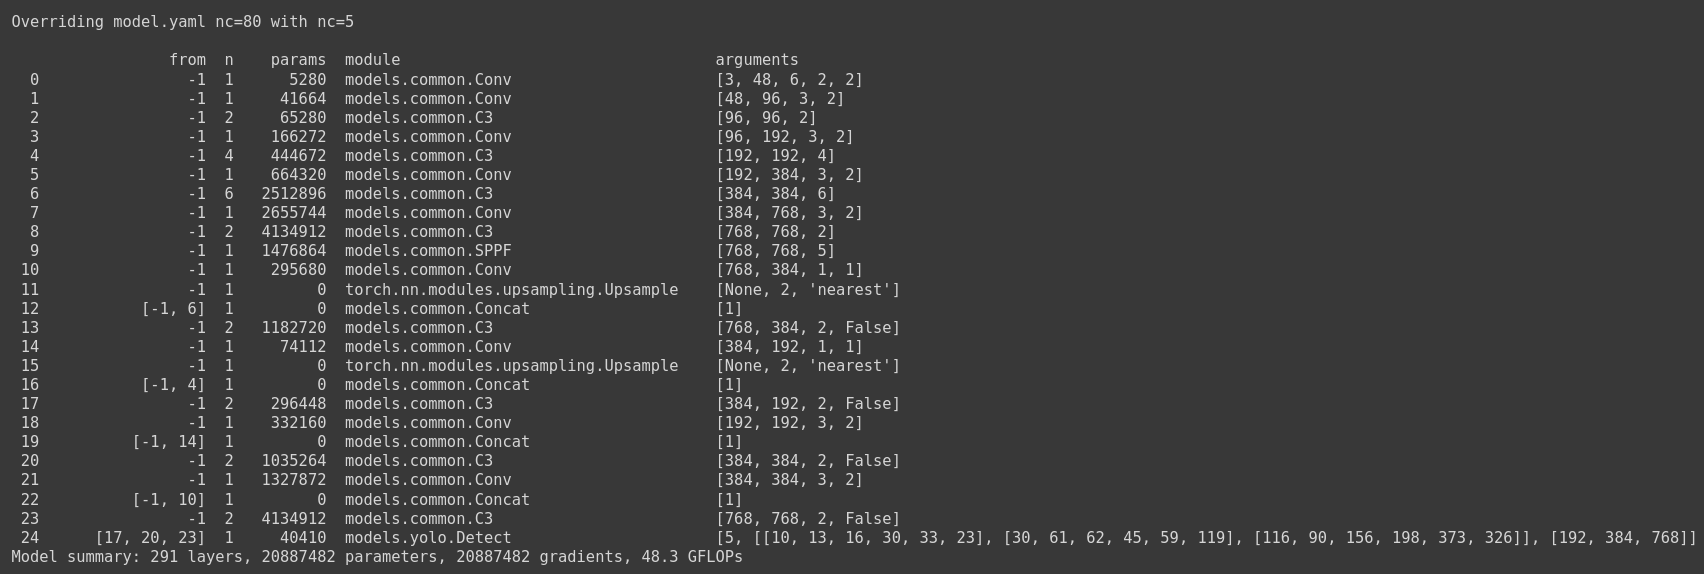 Overriding model.yaml nc=80 with nc=5

                 from  n    params  module                                  arguments
  0                -1  1      5280  models.common.Conv                      [3, 48, 6, 2, 2]
  1                -1  1     41664  models.common.Conv                      [48, 96, 3, 2]
  2                -1  2     65280  models.common.C3                        [96, 96, 2]
  3                -1  1    166272  models.common.Conv                      [96, 192, 3, 2]
  4                -1  4    444672  models.common.C3                        [192, 192, 4]
  5                -1  1    664320  models.common.Conv                      [192, 384, 3, 2]
  6                -1  6   2512896  models.common.C3                        [384, 384, 6]
  7                -1  1   2655744  models.common.Conv                      [384, 768, 3, 2]
  8                -1  2   4134912  models.common.C3                        [768, 768, 2]
  9                -1  1   1476864  models.common.SPPF                      [768, 768, 5]
 10                -1  1    295680  models.common.Conv                      [768, 384, 1, 1]
 11                -1  1         0  torch.nn.modules.upsampling.Upsample    [None, 2, 'nearest']
 12           [-1, 6]  1         0  models.common.Concat                    [1]
 13                -1  2   1182720  models.common.C3                        [768, 384, 2, False]
 14                -1  1     74112  models.common.Conv                      [384, 192, 1, 1]
 15                -1  1         0  torch.nn.modules.upsampling.Upsample    [None, 2, 'nearest']
 16           [-1, 4]  1         0  models.common.Concat                    [1]
 17                -1  2    296448  models.common.C3                        [384, 192, 2, False]
 18                -1  1    332160  models.common.Conv                      [192, 192, 3, 2]
 19          [-1, 14]  1         0  models.common.Concat                    [1]
 20                -1  2   1035264  models.common.C3                        [384, 384, 2, False]
 21                -1  1   1327872  models.common.Conv                      [384, 384, 3, 2]
 22          [-1, 10]  1         0  models.common.Concat                    [1]
 23                -1  2   4134912  models.common.C3                        [768, 768, 2, False]
 24      [17, 20, 23]  1     40410  models.yolo.Detect                      [5, [[10, 13, 16, 30, 33, 23], [30, 61, 62, 45, 59, 119], [116, 90, 156, 198, 373, 326]], [192, 384, 768]]
Model summary: 291 layers, 20887482 parameters, 20887482 gradients, 48.3 GFLOPs